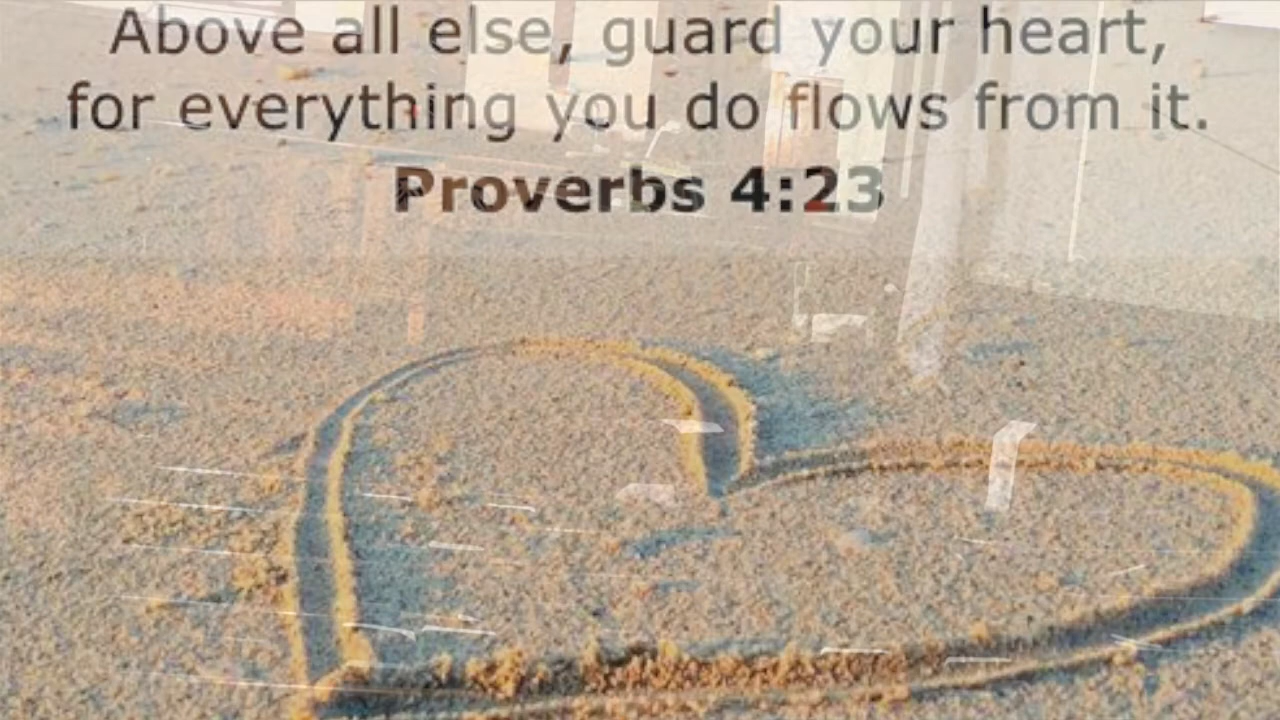 Above all else, guard your heart,
for everything you do flows from it.
Proverbs 4:23